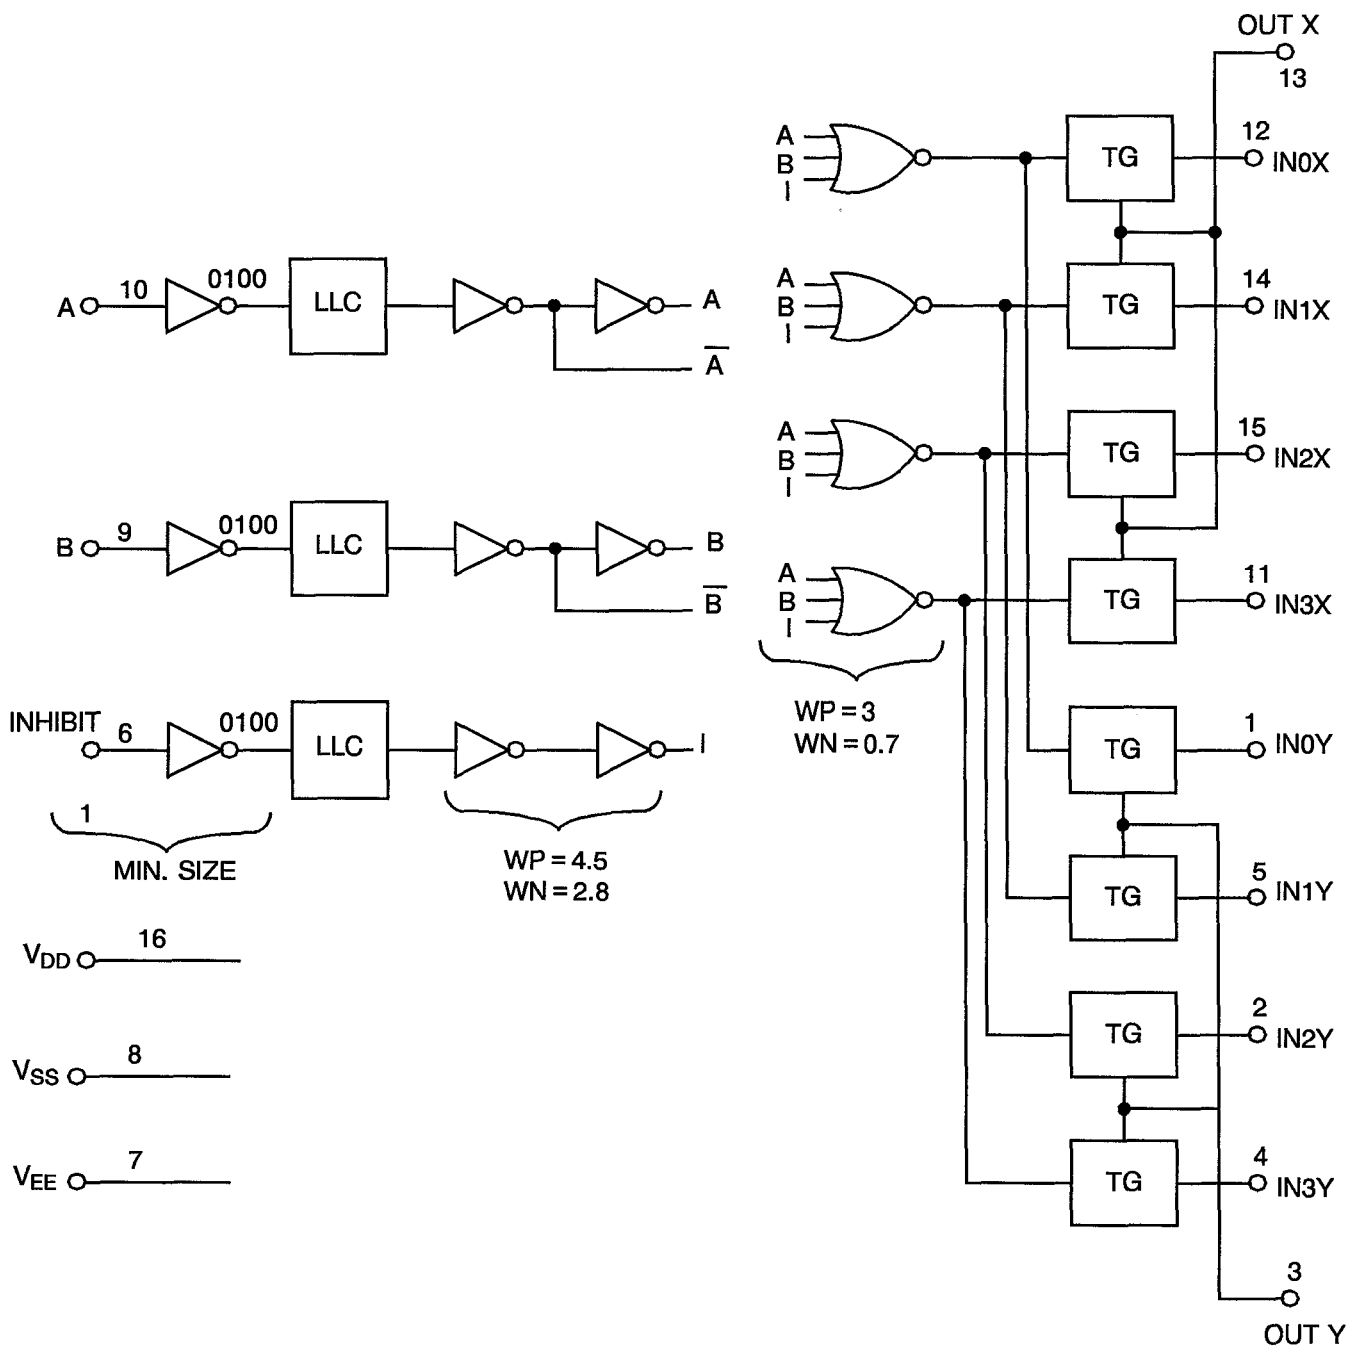 OUT X
13
A
B
I
TG
12
IN0X
A
10
0100
LLC
A
A
A
B
I
TG
14
IN1X
A
B
I
TG
15
IN2X
B
9
0100
LLC
B
B
A
B
I
TG
11
IN3X
WP=3
WN=0.7
INHIBIT
6
0100
LLC
I
TG
1
IN0Y
1
MIN. SIZE
WP=4.5
WN=2.8
TG
5
IN1Y
VDD
16
TG
2
IN2Y
VSS
8
VEE
7
TG
4
IN3Y
3
OUT Y